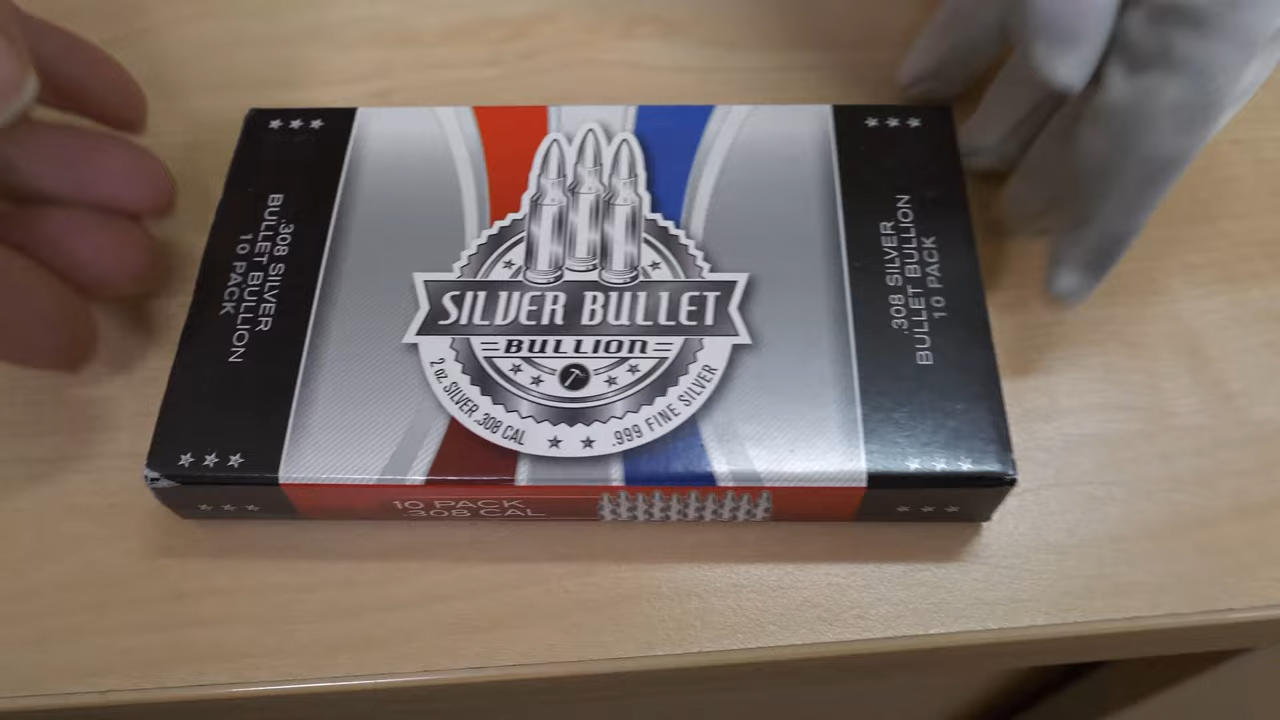 .308 SILVER
BULLET BULLION
10 PACK
SILVER BULLET
BULLION
2 oz. SILVER .308 CAL
.999 FINE SILVER
.308 SILVER
BULLET BULLION
10 PACK
10 PACK
.308 CAL